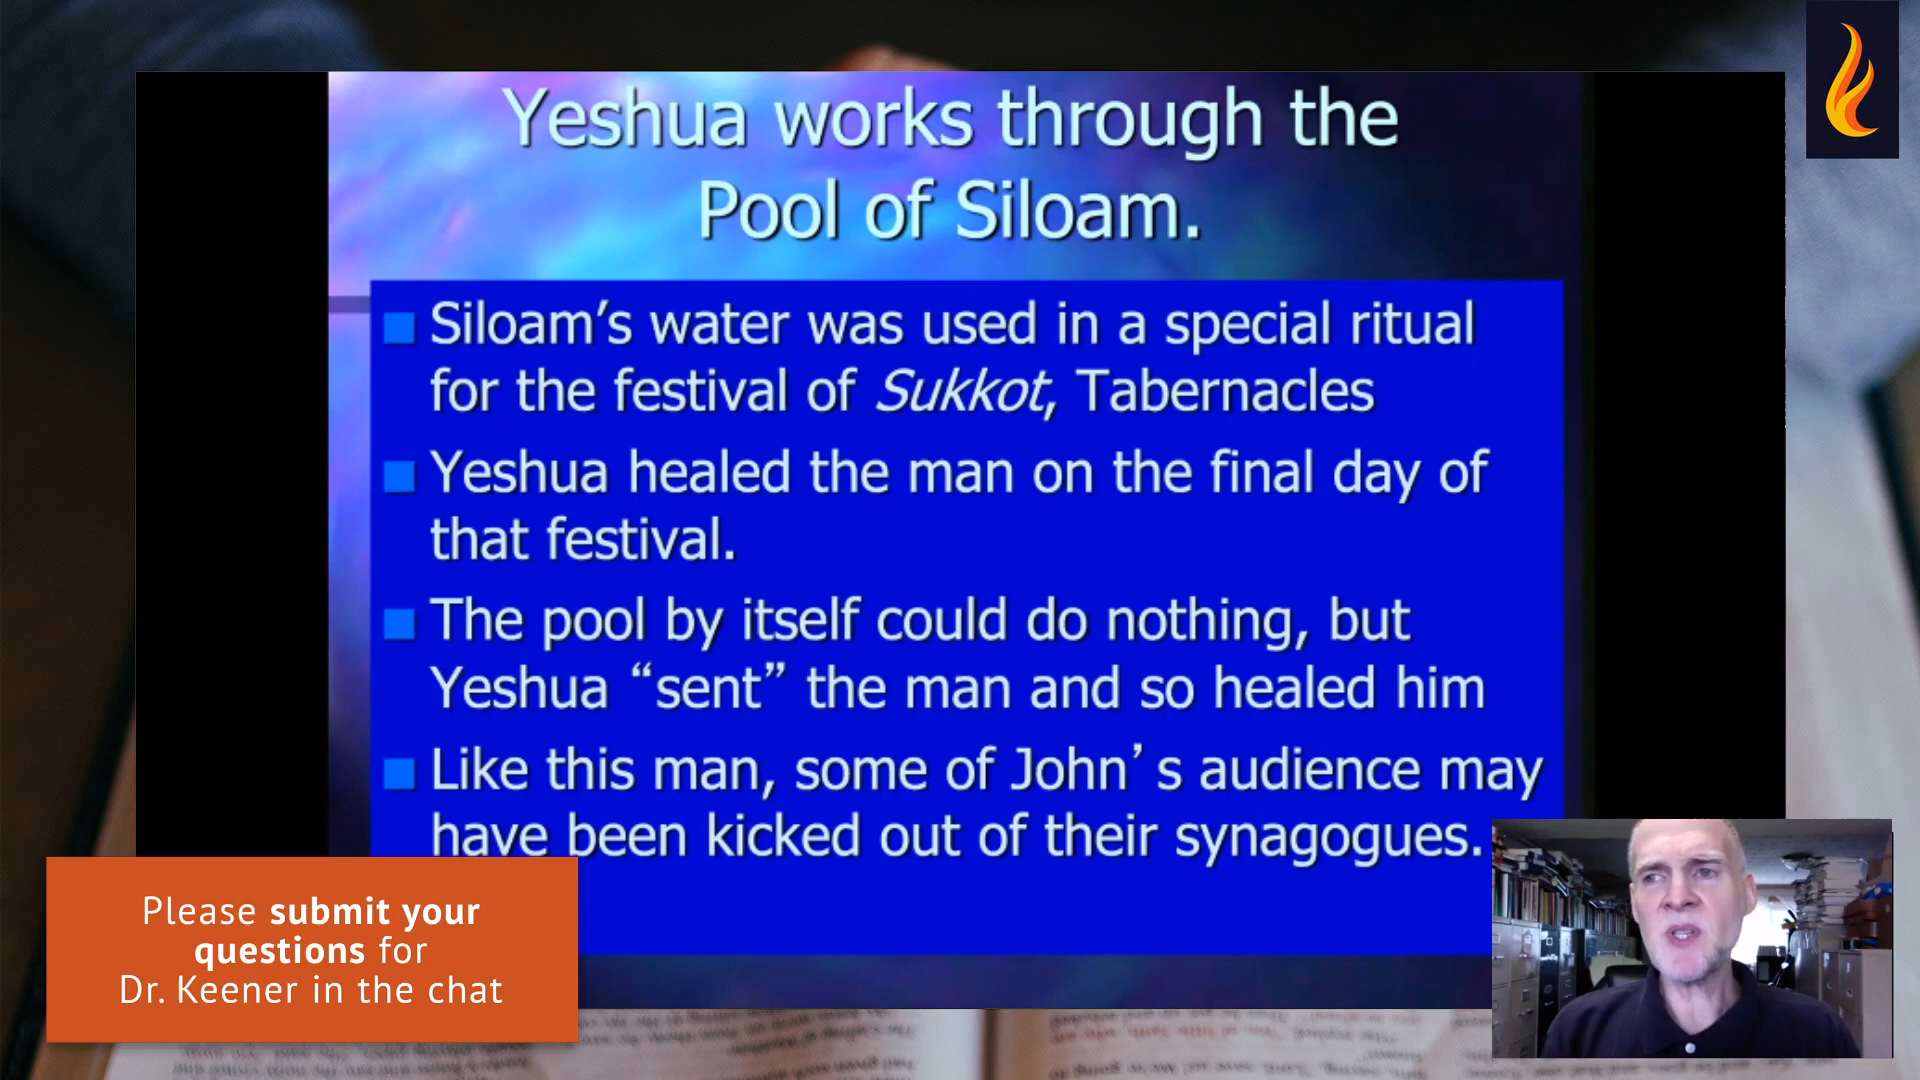 Yeshua works through the
Pool of Siloam.
■ Siloam’s water was used in a special ritual
for the festival of Sukkot, Tabernacles
■ Yeshua healed the man on the final day of
that festival.
■ The pool by itself could do nothing, but
Yeshua “sent” the man and so healed him
■ Like this man, some of John’s audience may
have been kicked out of their synagogues.
Please submit your
questions for
Dr. Keener in the chat